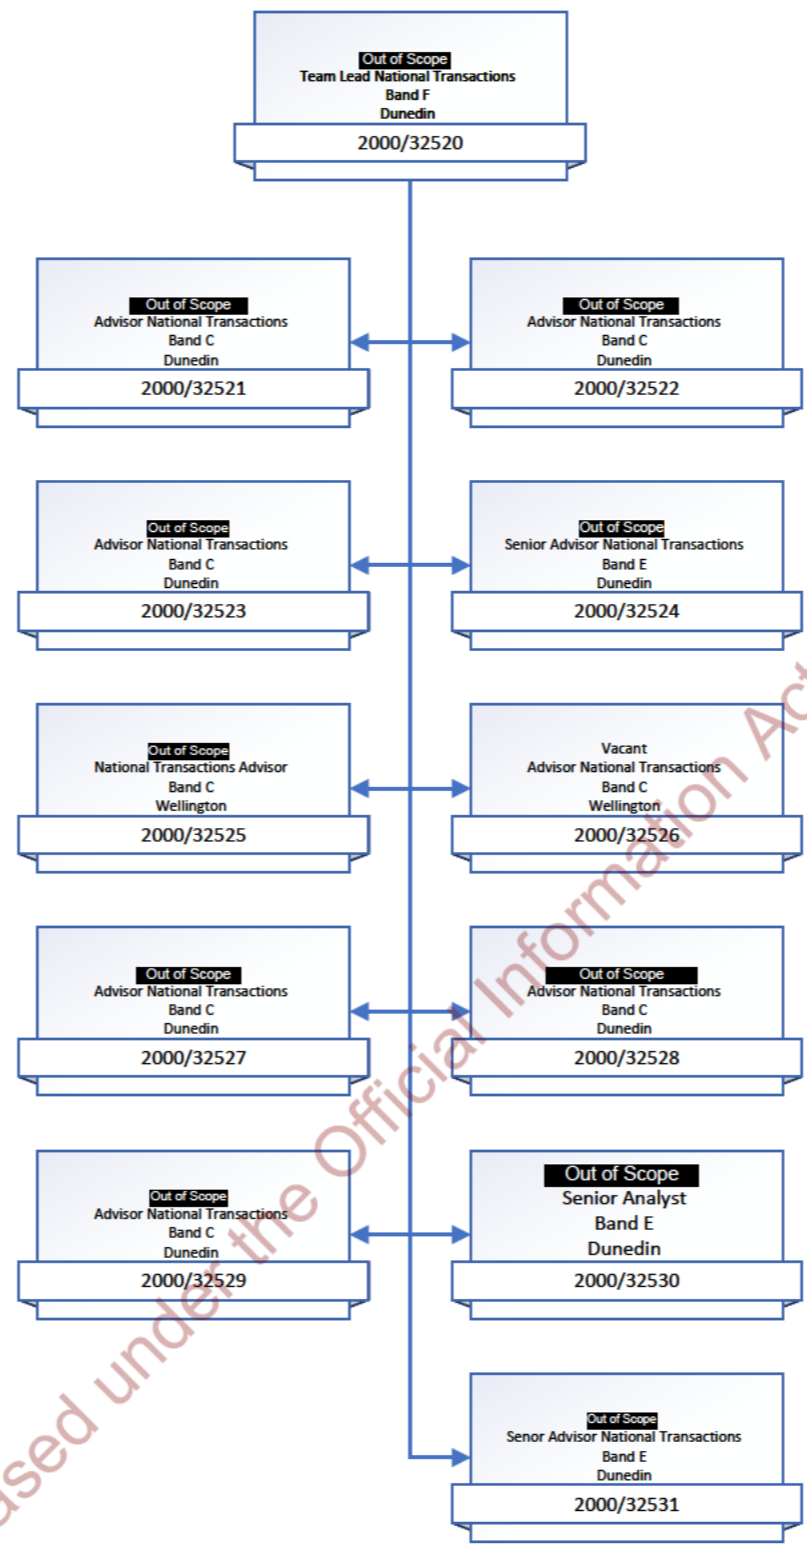 Out of Scope
Team Lead National Transactions
Band F
Dunedin
2000/32520
Out of Scope
Advisor National Transactions
Band C
Dunedin
2000/32521
Out of Scope
Advisor National Transactions
Band C
Dunedin
2000/32522
Out of Scope
Advisor National Transactions
Band C
Dunedin
2000/32523
Out of Scope
Senior Advisor National Transactions
Band E
Dunedin
2000/32524
Out of Scope
National Transactions Advisor
Band C
Wellington
2000/32525
Vacant
Advisor National Transactions
Band C
Wellington
2000/32526
Out of Scope
Advisor National Transactions
Band C
Dunedin
2000/32527
Out of Scope
Advisor National Transactions
Band C
Dunedin
2000/32528
Out of Scope
Advisor National Transactions
Band C
Dunedin
2000/32529
Out of Scope
Senior Analyst
Band E
Dunedin
2000/32530
Out of Scope
Senor Advisor National Transactions
Band E
Dunedin
2000/32531
ased under the Official Information Act